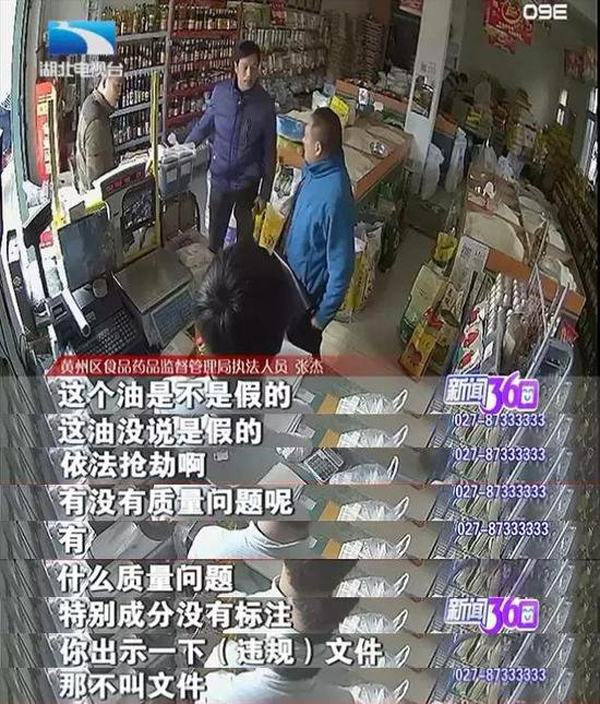 湖北电视台
黄州区食品药品监督管理局执法人员 张杰
这个油是不是假的
新闻360
027-87333333
这油没说是假的
027-87333333
依法抢劫啊
027-87333333
有没有质量问题呢
027-87333333
有
027-87333333
什么质量问题
特别成分没有标注
新闻360
你出示一下（违规）文件
那不叫文件
027-87333333